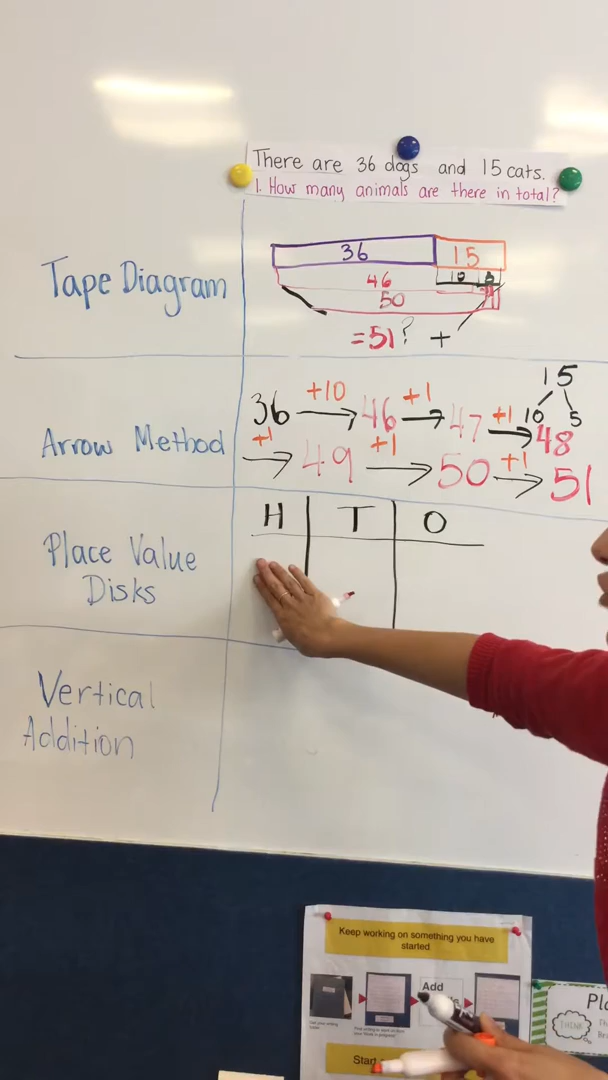 There are 36 dogs and 15 cats.
1. How many animals are there in total?
Tape Diagram
36 15
46 10
50
=51? +
Arrow Method
15
10 5
+10 +1 +1
36 46 47 48
+1 +1 +1
49 50 51
Place Value
Disks
H T O
Vertical
Addition
Keep working on something you have
started
Add
Start
THINK